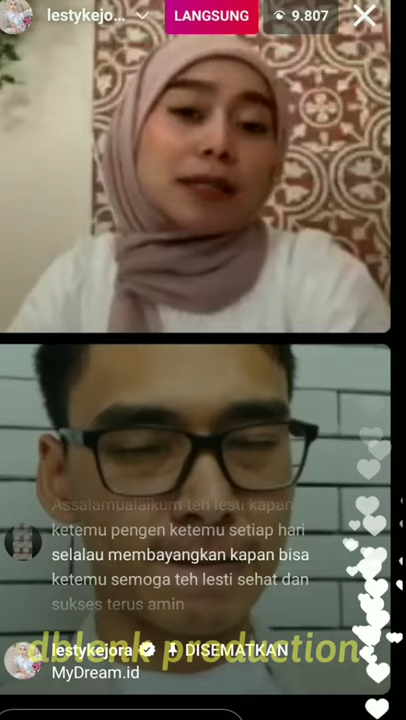 lestykejo...
LANGSUNG
9.807
Assalamualaikum teh lesti kapan
ketemu pengen ketemu setiap hari
selalau membayangkan kapan bisa
ketemu semoga teh lesti sehat dan
sukses terus amin
lestykejora DISEMATKAN
dblenk production
MyDream.id